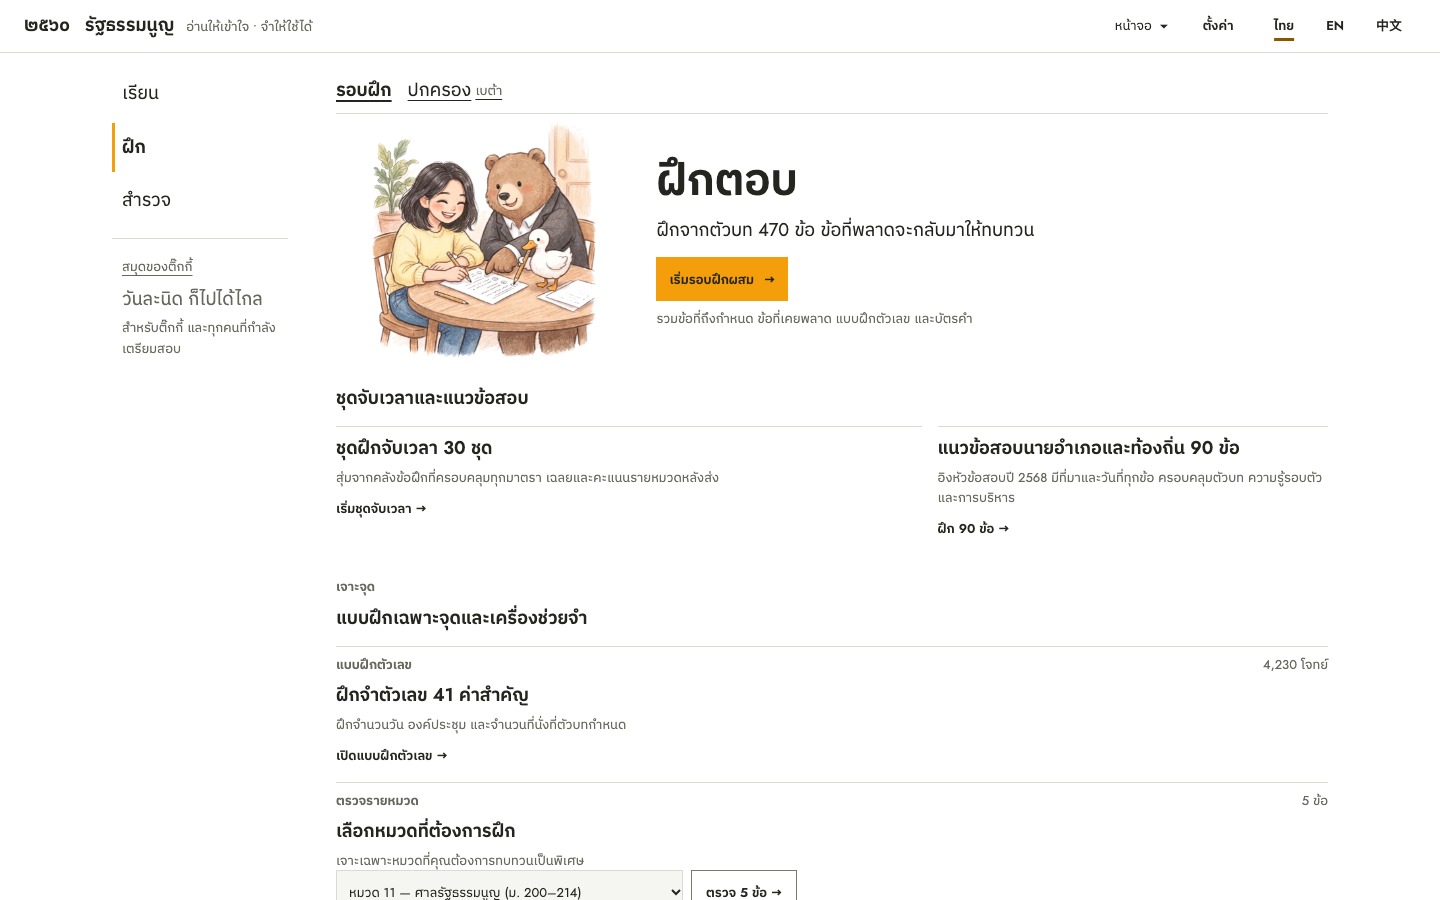 ๒๕๖๐ รัฐธรรมนูญ อ่านให้เข้าใจ · จำให้ใช้ได้
หน้าจอ ตั้งค่า ไทย EN 中文
เรียน
ฝึก
สำรวจ
สมุดของติ๊กกี้
วันละนิด ก็ไปได้ไกล
สำหรับติ๊กกี้ และทุกคนที่กำลัง
เตรียมสอบ
รอบฝึก ปกครอง เบต้า
ฝึกตอบ
ฝึกจากตัวบท 470 ข้อ ข้อที่พลาดจะกลับมาให้ทบทวน
เริ่มรอบฝึกผสม →
รวมข้อที่ถึงกำหนด ข้อที่เคยพลาด แบบฝึกตัวเลข และบัตรคำ
ชุดจับเวลาและแนวข้อสอบ
ชุดฝึกจับเวลา 30 ชุด
สุ่มจากคลังข้อฝึกที่ครอบคลุมทุกมาตรา เฉลยและคะแนนรายหมวดหลังส่ง
เริ่มชุดจับเวลา →
แนวข้อสอบนายอำเภอและท้องถิ่น 90 ข้อ
อิงหัวข้อสอบปี 2568 มีที่มาและวันที่ทุกข้อ ครอบคลุมตัวบท ความรู้รอบตัว
และการบริหาร
ฝึก 90 ข้อ →
เจาะจุด
แบบฝึกเฉพาะจุดและเครื่องช่วยจำ
แบบฝึกตัวเลข 4,230 โจทย์
ฝึกจำตัวเลข 41 ค่าสำคัญ
ฝึกจำนวนวัน องค์ประชุม และจำนวนที่นั่งที่ตัวบทกำหนด
เปิดแบบฝึกตัวเลข →
ตรวจรายหมวด 5 ข้อ
เลือกหมวดที่ต้องการฝึก
เจาะเฉพาะหมวดที่คุณต้องการทบทวนเป็นพิเศษ
หมวด 11 — ศาลรัฐธรรมนูญ (ม. 200–214) ตรวจ 5 ข้อ →